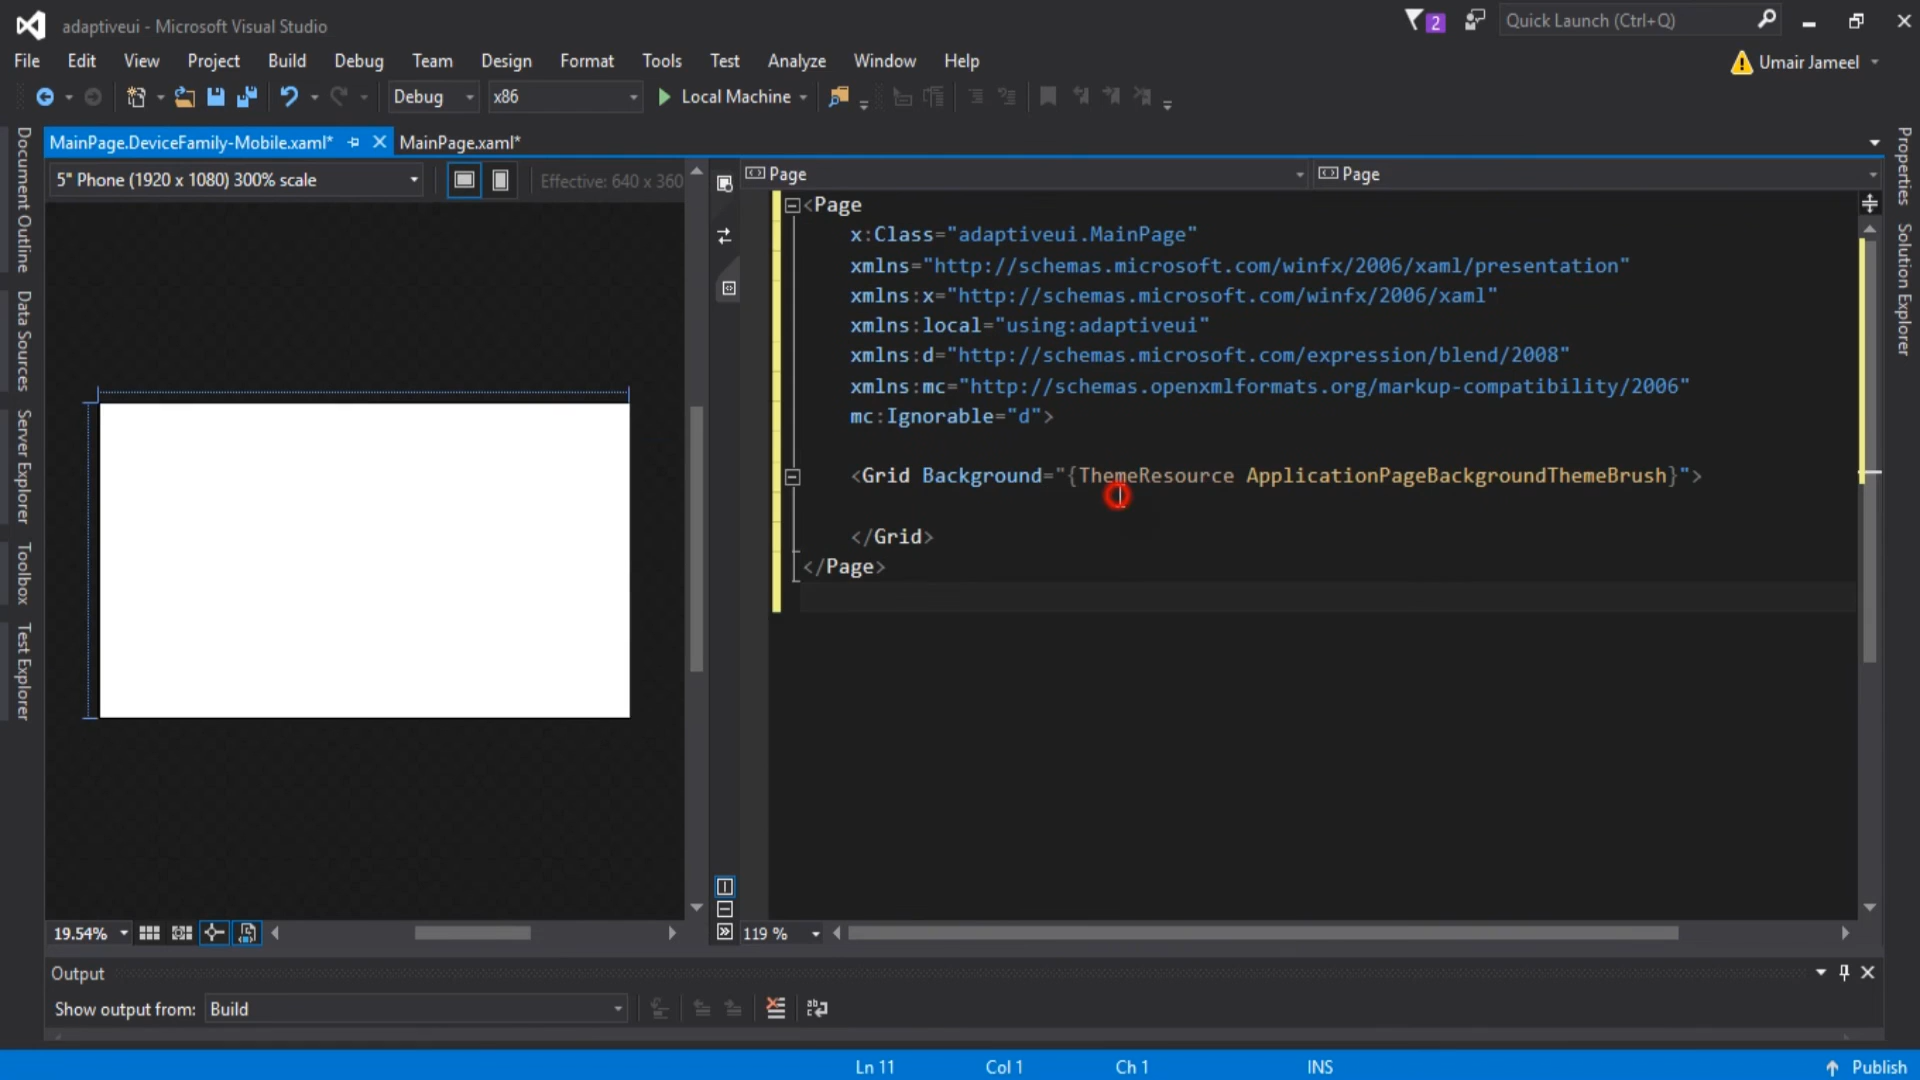 adaptiveui - Microsoft Visual Studio
2
Quick Launch (Ctrl+Q)
File Edit View Project Build Debug Team Design Format Tools Test Analyze Window Help
Umair Jameel
Debug x86 Local Machine
MainPage.DeviceFamily-Mobile.xaml* MainPage.xaml*
5" Phone (1920 x 1080) 300% scale
Effective: 640 x 360
Page
Page
Document Outline
Data Sources
Server Explorer
Toolbox
Test Explorer
<Page
x:Class="adaptiveui.MainPage"
xmlns="http://schemas.microsoft.com/winfx/2006/xaml/presentation"
xmlns:x="http://schemas.microsoft.com/winfx/2006/xaml"
xmlns:local="using:adaptiveui"
xmlns:d="http://schemas.microsoft.com/expression/blend/2008"
xmlns:mc="http://schemas.openxmlformats.org/markup-compatibility/2006"
mc:Ignorable="d">
<Grid Background="{ThemeResource ApplicationPageBackgroundThemeBrush}">
</Grid>
</Page>
Properties
Solution Explorer
19.54%
119 %
Output
Show output from: Build
Ln 11 Col 1 Ch 1 INS Publish